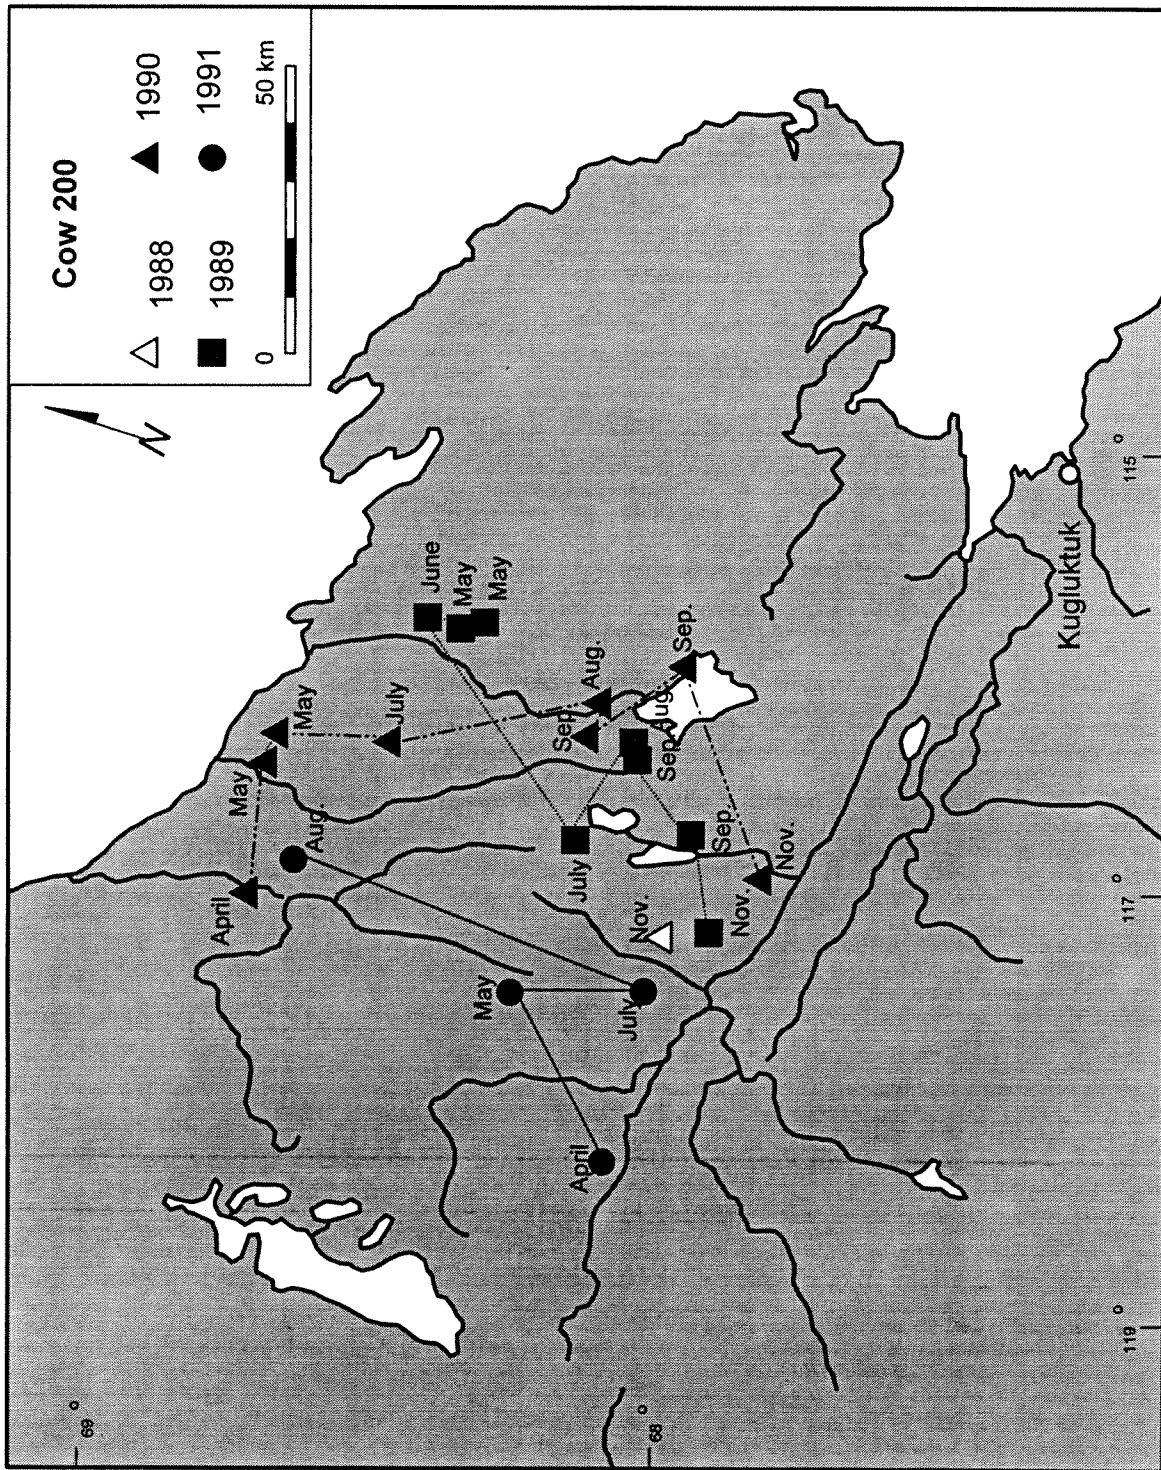 Cow 200
1988
1990
1989
1991
0
50 km
N
69°
68°
119°
117°
115°
April
May
May
July
Aug.
Sep.
Sep.
Nov.
Aug.
May
July
April
June
May
May
July
Aug.
Sep.
Sep.
Nov.
Nov.
Kugluktuk